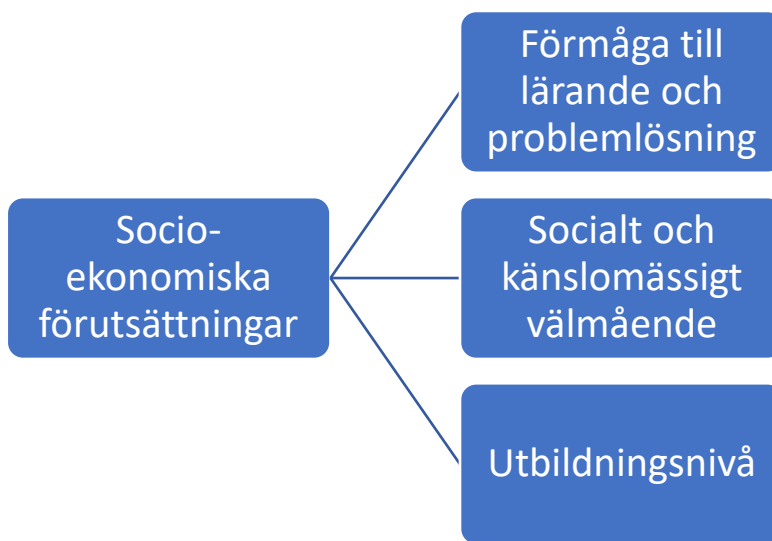 Socio-
ekonomiska
förutsättningar
Förmåga till
lärande och
problemlösning
Socialt och
känslomässigt
välmående
Utbildningsnivå